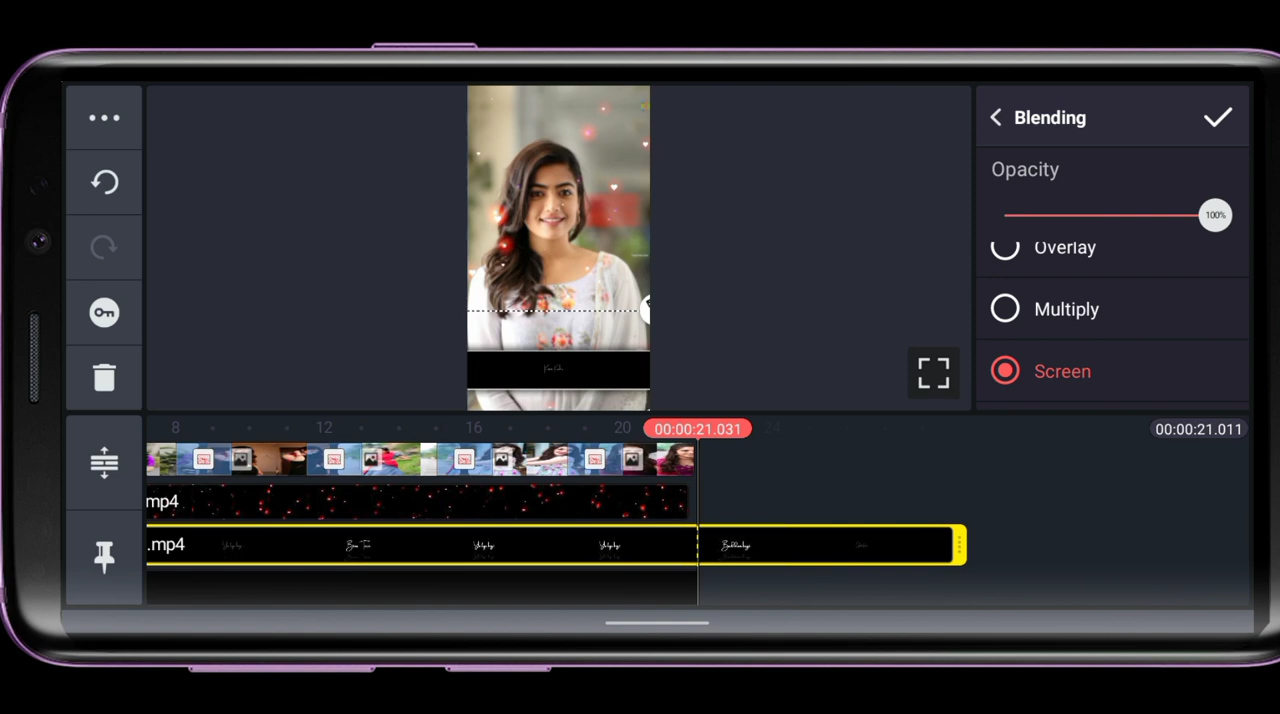 Blending
Opacity
100%
Overlay
Multiply
Screen
8
12
16
20
00:00:21.031
24
00:00:21.011
mp4
.mp4